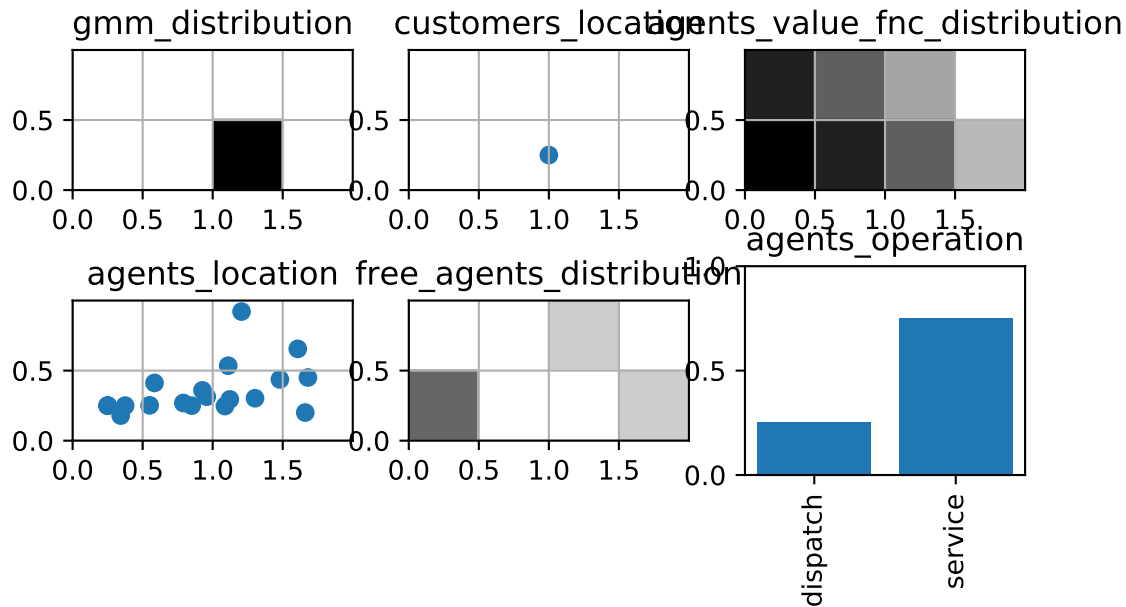 gmm_distribution
0.5
0.0
0.0 0.5 1.0 1.5
customers_location
0.5
0.0
0.0 0.5 1.0 1.5
agents_value_fnc_distribution
0.5
0.0
0.0 0.5 1.0 1.5
agents_location
0.5
0.0
0.0 0.5 1.0 1.5
free_agents_distribution
0.5
0.0
0.0 0.5 1.0 1.5
agents_operation
1.0
0.5
0.0
dispatch
service